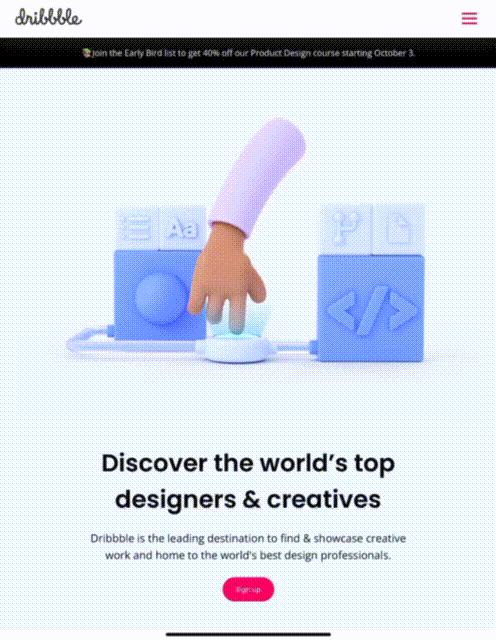 dribbble
Join the Early Bird list to get 40% off our Product Design course starting October 3.
Aa
</>
Discover the world's top
designers & creatives
Dribbble is the leading destination to find & showcase creative
work and home to the world's best design professionals.
Sign up